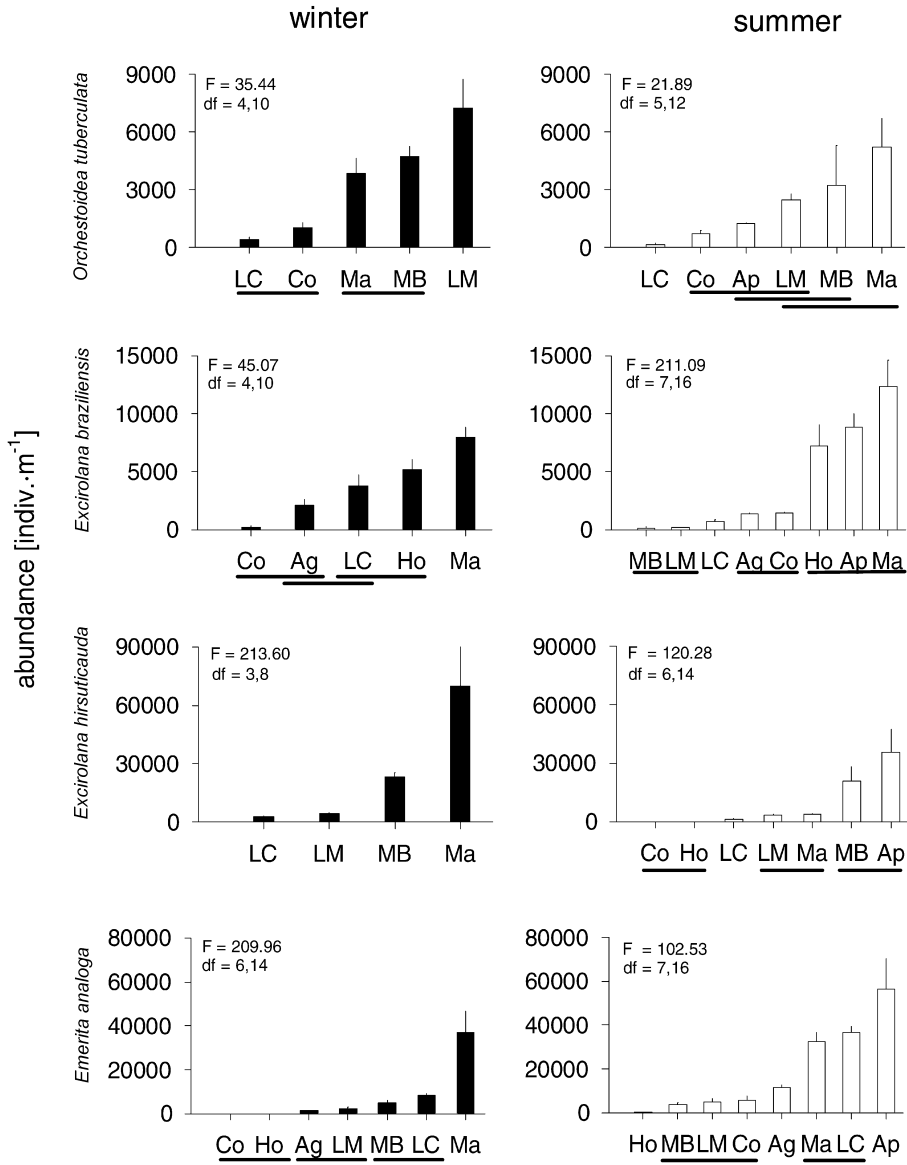 winter
summer
abundance [indiv.·m-1]
Orchestoidea tuberculata
9000
6000
3000
0
F = 35.44
df = 4,10
LC Co Ma MB LM
9000
6000
3000
0
F = 21.89
df = 5,12
LC Co Ap LM MB Ma
Excirolana braziliensis
15000
10000
5000
0
F = 45.07
df = 4,10
Co Ag LC Ho Ma
15000
10000
5000
0
F = 211.09
df = 7,16
MB LM LC Ag Co Ho Ap Ma
Excirolana hirsuticauda
90000
60000
30000
0
F = 213.60
df = 3,8
LC LM MB Ma
90000
60000
30000
0
F = 120.28
df = 6,14
Co Ho LC LM Ma MB Ap
Emerita analoga
80000
60000
40000
20000
0
F = 209.96
df = 6,14
Co Ho Ag LM MB LC Ma
80000
60000
40000
20000
0
F = 102.53
df = 7,16
Ho MB LM Co Ag Ma LC Ap